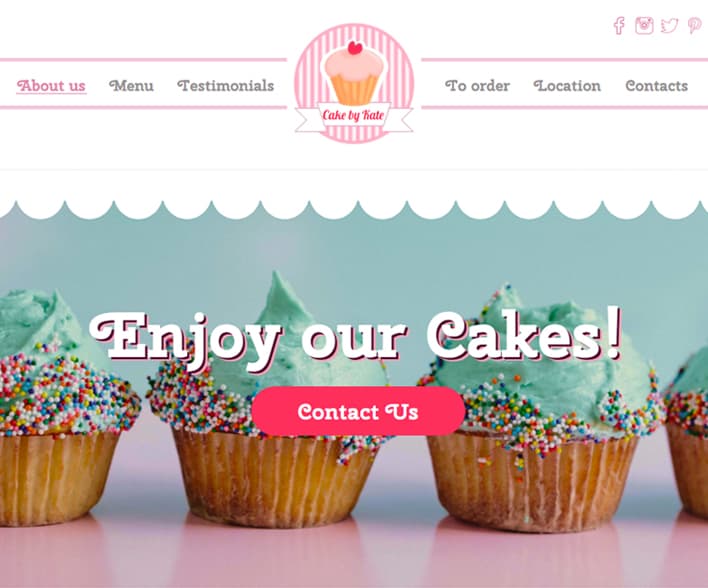 About us Menu Testimonials
Cake by Kate
To order Location Contacts
Enjoy our Cakes!
Contact Us